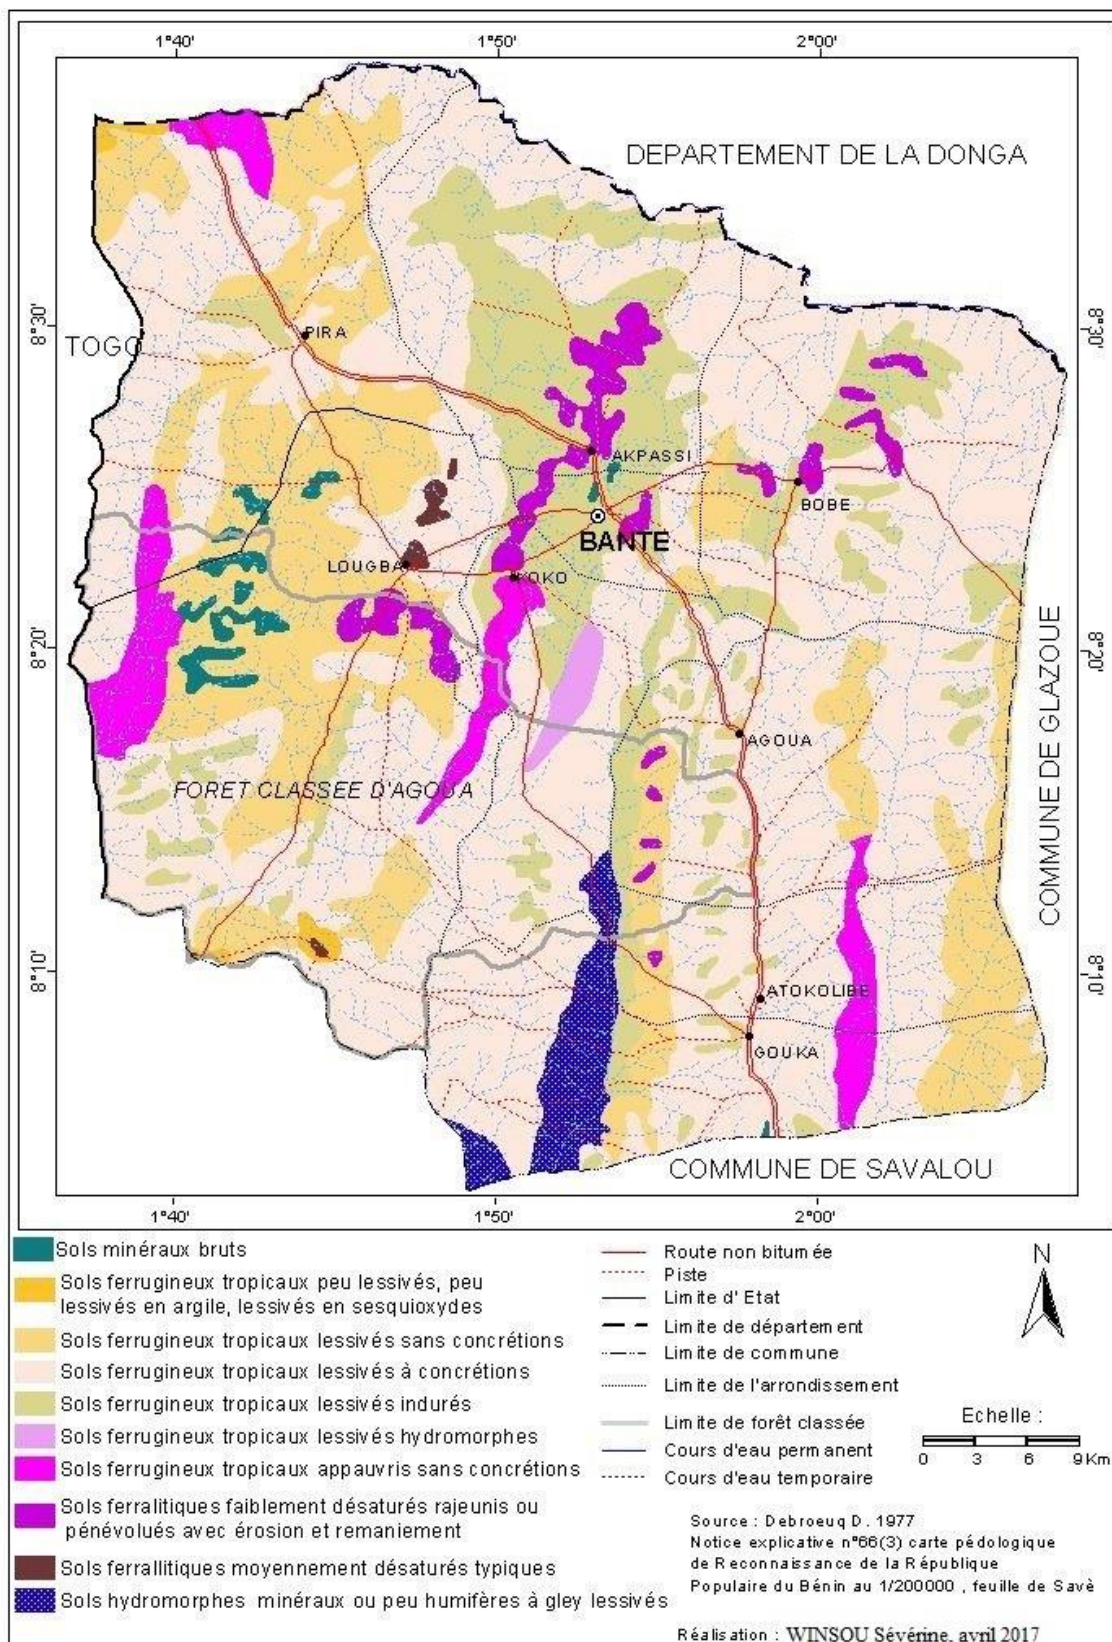 1°40' 1°50' 2°00'
DEPARTEMENT DE LA DONGA
8°30' 8°30'
PIRA
TOGO
AKPASSI
BOBE
BANTE
LOUGBA
KOKO
8°20' 8°20'
COMMUNE DE GLAZOUE
AGOUA
FORET CLASSEE D'AGOUA
8°10' 8°10'
ATOKOLIBE
GOUKA
COMMUNE DE SAVALOU
1°40' 1°50' 2°00'
Sols minéraux bruts
Sols ferrugineux tropicaux peu lessivés, peu
lessivés en argile, lessivés en sesquioxydes
Sols ferrugineux tropicaux lessivés sans concrétions
Sols ferrugineux tropicaux lessivés à concrétions
Sols ferrugineux tropicaux lessivés indurés
Sols ferrugineux tropicaux lessivés hydromorphes
Sols ferrugineux tropicaux appauvris sans concrétions
Sols ferralitiques faiblement désaturés rajeunis ou
pénévolués avec érosion et remaniement
Sols ferrallitiques moyennement désaturés typiques
Sols hydromorphes minéraux ou peu humifères à gley lessivés
Route non bitumée
Piste
Limite d' Etat
Limite de département
Limite de commune
Limite de l'arrondissement
Limite de forêt classée
Cours d'eau permanent
Cours d'eau temporaire
N
Echelle :
0 3 6 9 Km
Source : Debroeuq D. 1977
Notice explicative n°66(3) carte pédologique
de Reconnaissance de la République
Populaire du Bénin au 1/200000 , feuille de Savè
Réalisation : WINSOU Sévérine, avril 2017